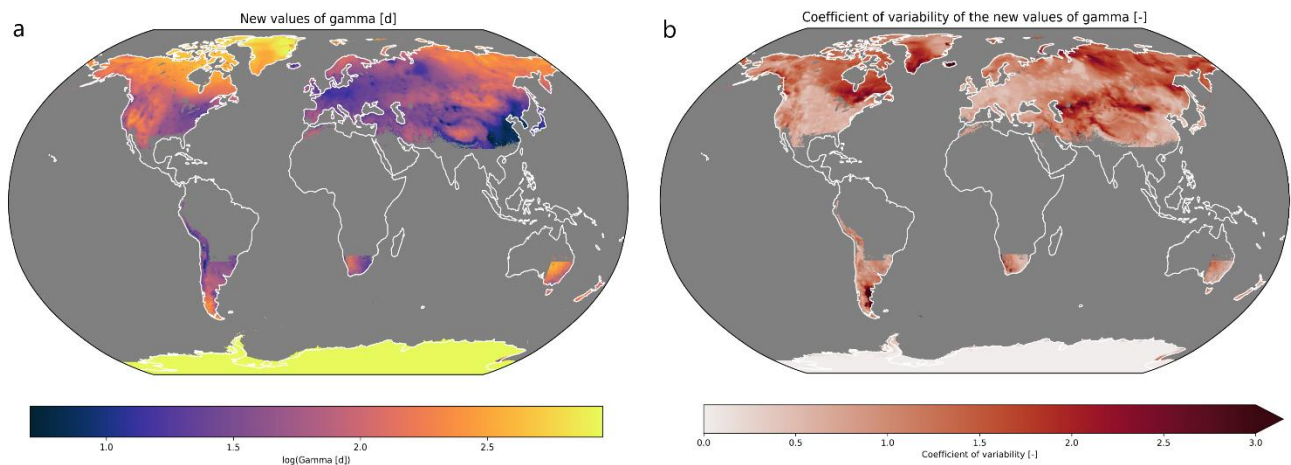 a
New values of gamma [d]
1.0 1.5 2.0 2.5
log(Gamma [d])
b
Coefficient of variability of the new values of gamma [-]
0.0 0.5 1.0 1.5 2.0 2.5 3.0
Coefficient of variability [-]